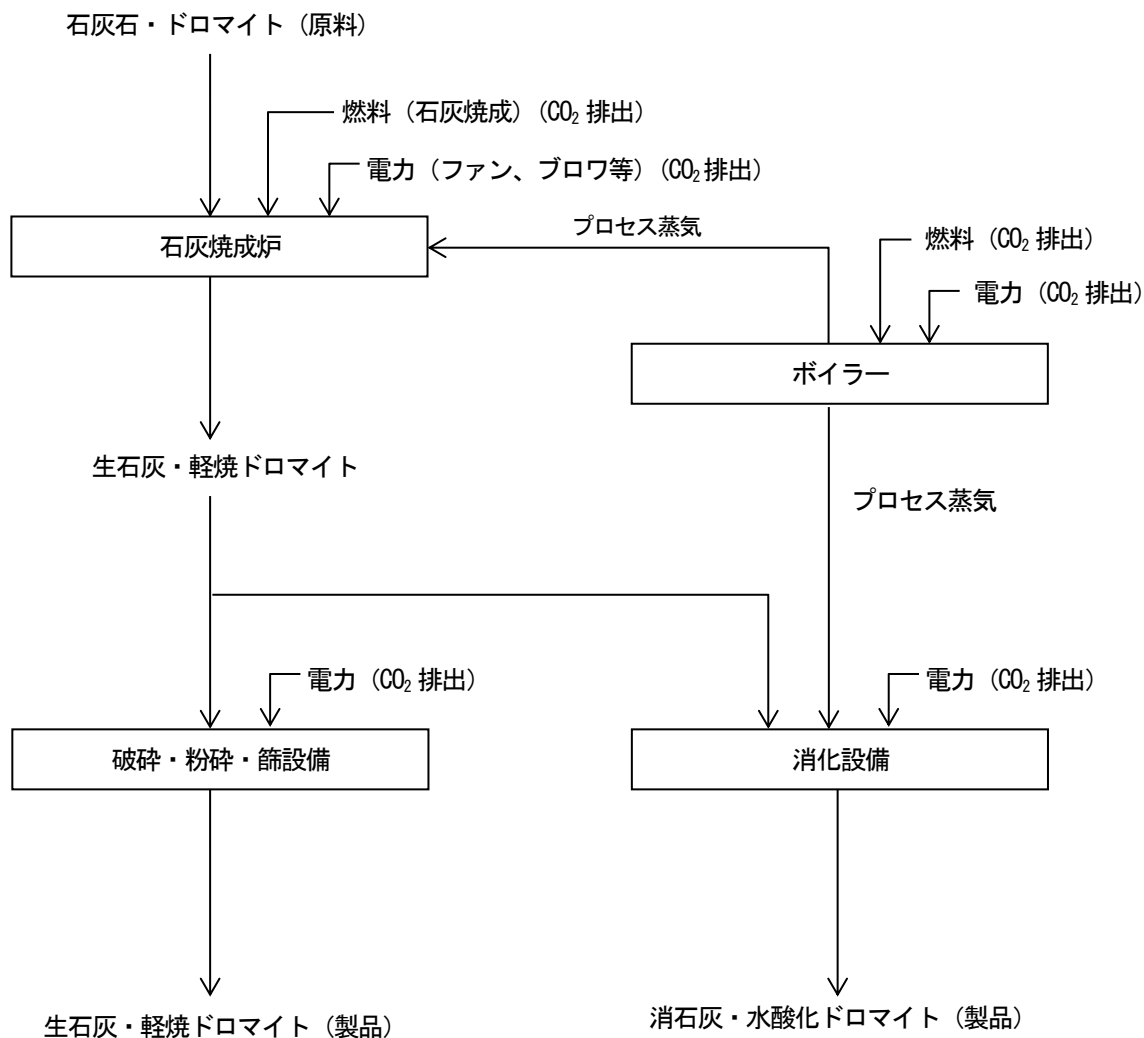 石灰石・ドロマイト（原料）
燃料（石灰焼成）（CO₂ 排出）
電力（ファン、ブロワ等）（CO₂排出）
石灰焼成炉
プロセス蒸気
燃料（CO₂ 排出）
電力（CO₂ 排出）
ボイラー
生石灰・軽焼ドロマイト
プロセス蒸気
電力（CO₂ 排出）
電力（CO₂ 排出）
破砕・粉砕・篩設備
消化設備
生石灰・軽焼ドロマイト（製品）
消石灰・水酸化ドロマイト（製品）